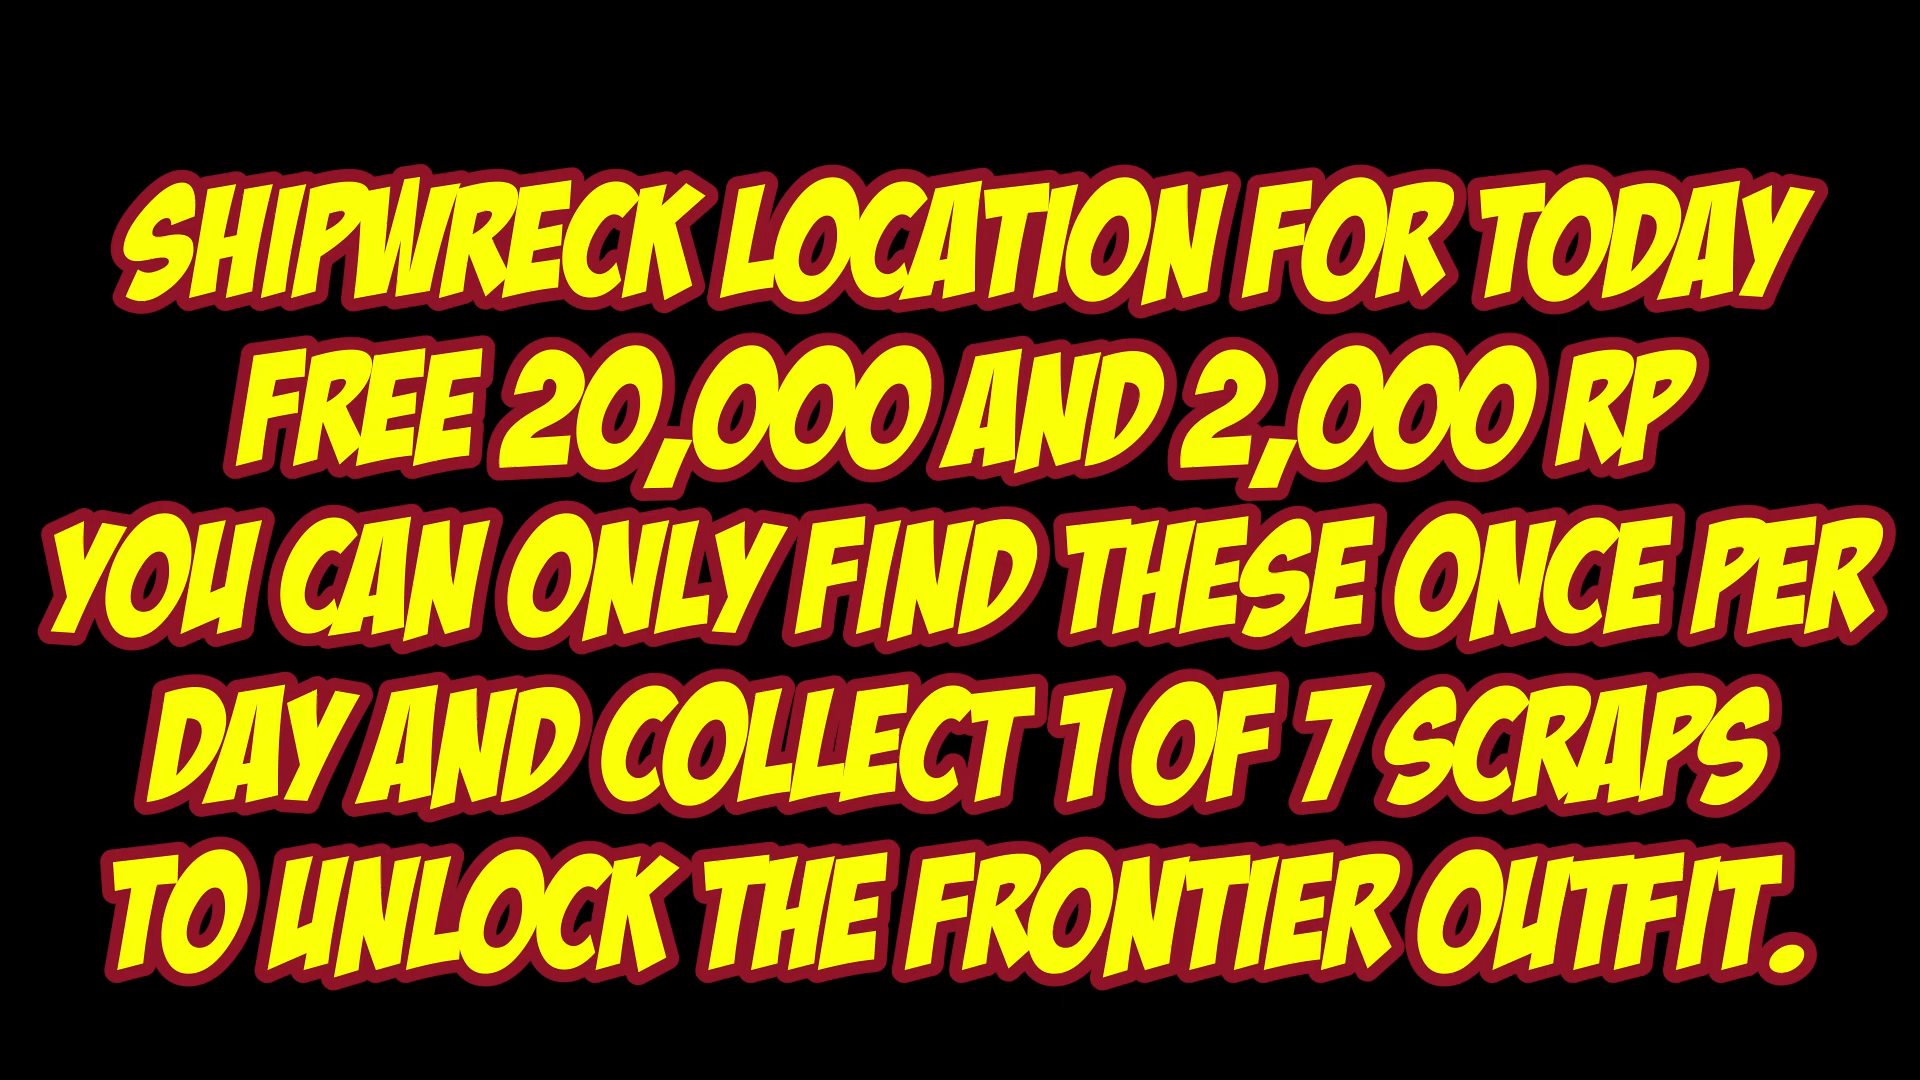 SHIPWRECK LOCATION FOR TODAY
FREE 20,000 AND 2,000 RP
YOU CAN ONLY FIND THESE ONCE PER
DAY AND COLLECT 1 OF 7 SCRAPS
TO UNLOCK THE FRONTIER OUTFIT.